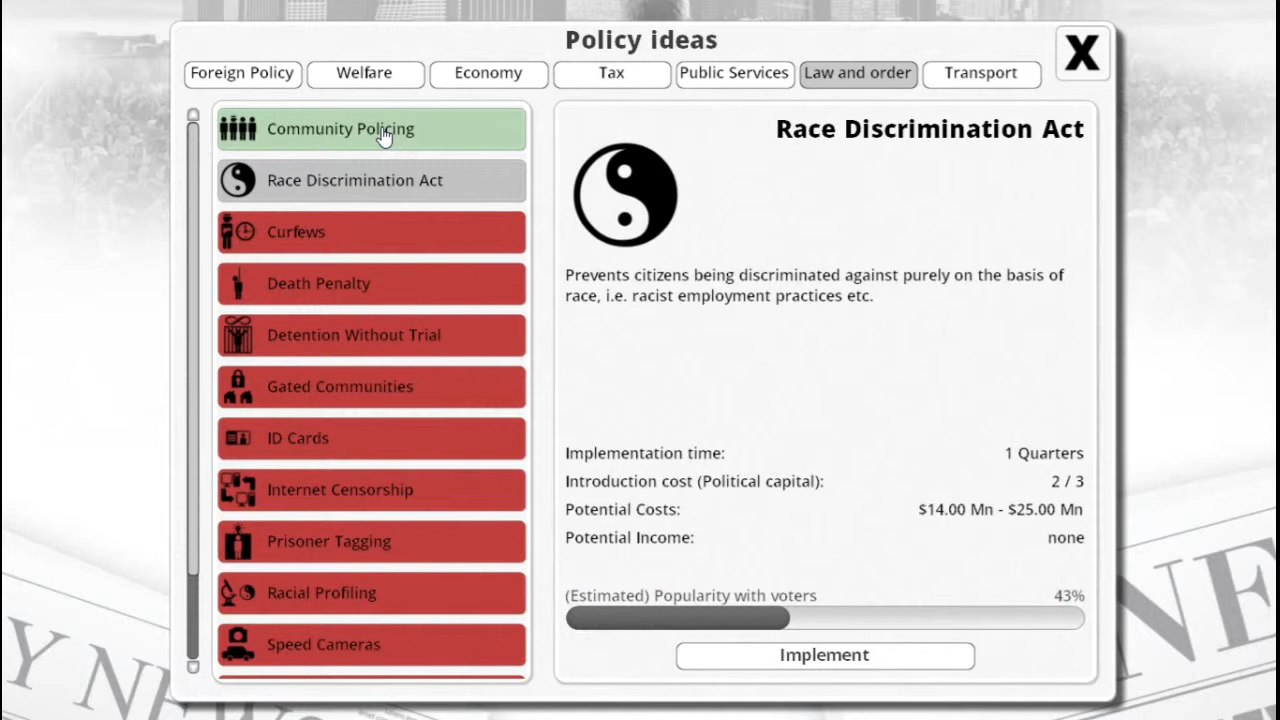 Policy ideas
X
Foreign Policy
Welfare
Economy
Tax
Public Services
Law and order
Transport
Community Policing
Race Discrimination Act
Curfews
Death Penalty
Detention Without Trial
Gated Communities
ID Cards
Internet Censorship
Prisoner Tagging
Racial Profiling
Speed Cameras
Race Discrimination Act
Prevents citizens being discriminated against purely on the basis of
race, i.e. racist employment practices etc.
Implementation time: 1 Quarters
Introduction cost (Political capital): 2 / 3
Potential Costs: $14.00 Mn - $25.00 Mn
Potential Income: none
(Estimated) Popularity with voters 43%
Implement